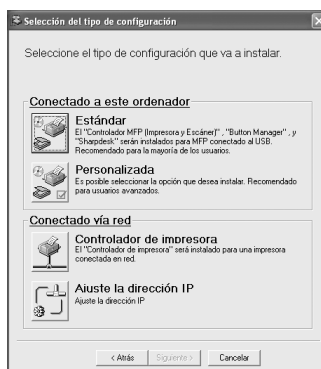 Selección del tipo de configuración
Seleccione el tipo de configuración que va a instalar.
Conectado a este ordenador
Estándar
El "Controlador MFP (Impresora y Escáner)" , "Button Manager" , y
"Sharpdesk" serán instalados para MFP conectado al USB.
Recomendado para la mayoría de los usuarios.
Personalizada
Es posible seleccionar la opción que desea instalar. Recomendado
para usuarios avanzados.
Conectado vía red
Controlador de impresora
El "Controlador de impresora" será instalado para una impresora
conectada en red.
Ajuste la dirección IP
Ajuste la dirección IP
< Atrás
Siguiente >
Cancelar